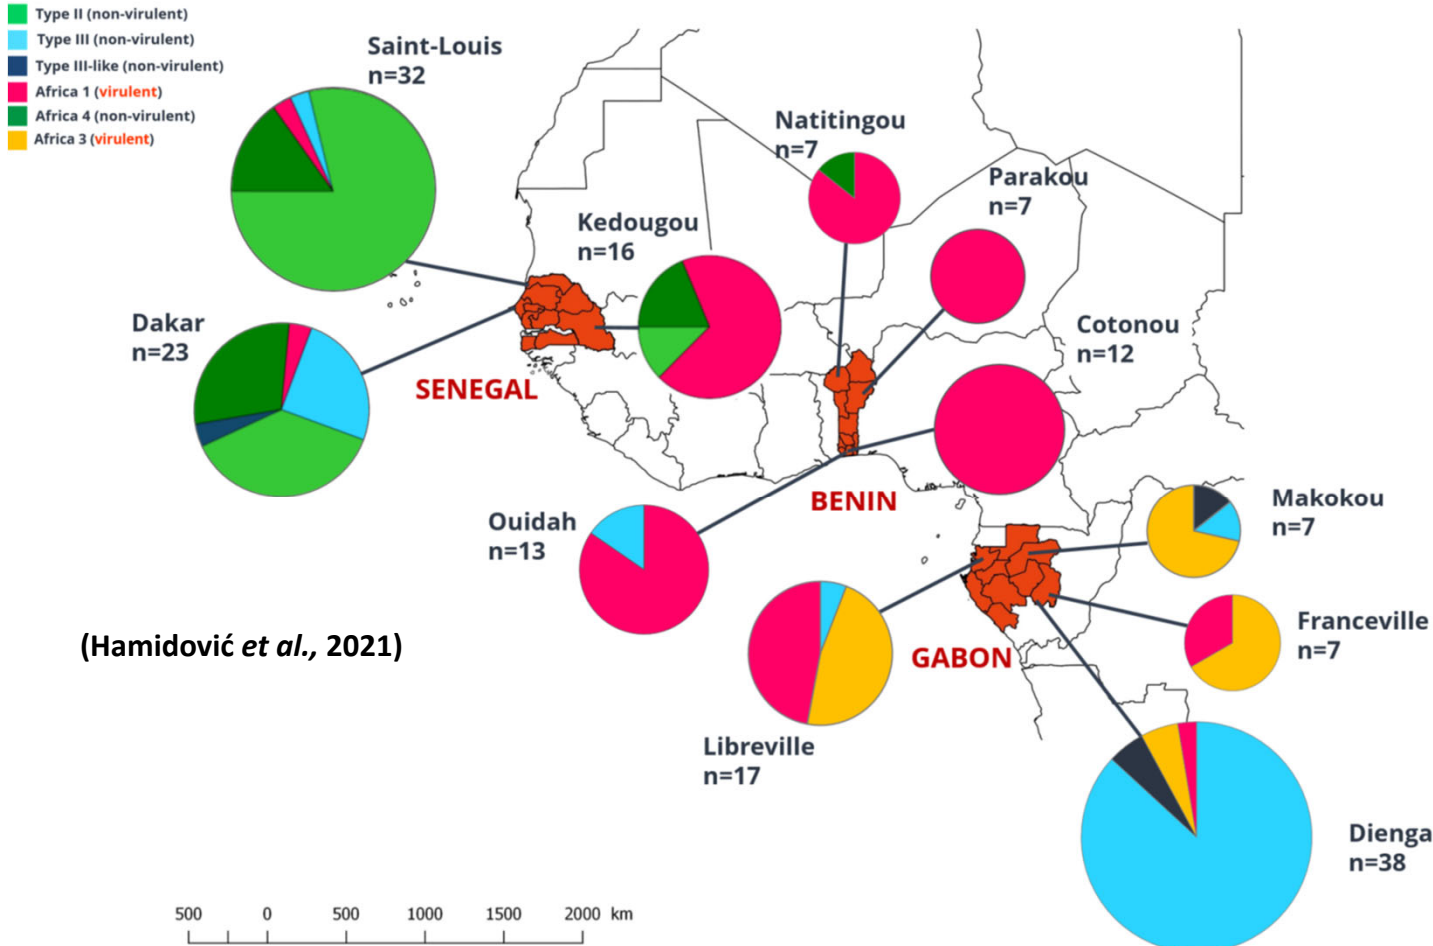 Type II (non-virulent)
Type III (non-virulent)
Type III-like (non-virulent)
Africa 1 (virulent)
Africa 4 (non-virulent)
Africa 3 (virulent)
Saint-Louis
n=32
Natitingou
n=7
Parakou
n=7
Kedougou
n=16
Dakar
n=23
Cotonou
n=12
SENEGAL
BENIN
Makokou
n=7
Ouidah
n=13
Franceville
n=7
(Hamidović et al., 2021)
GABON
Libreville
n=17
Dienga
n=38
500 0 500 1000 1500 2000 km